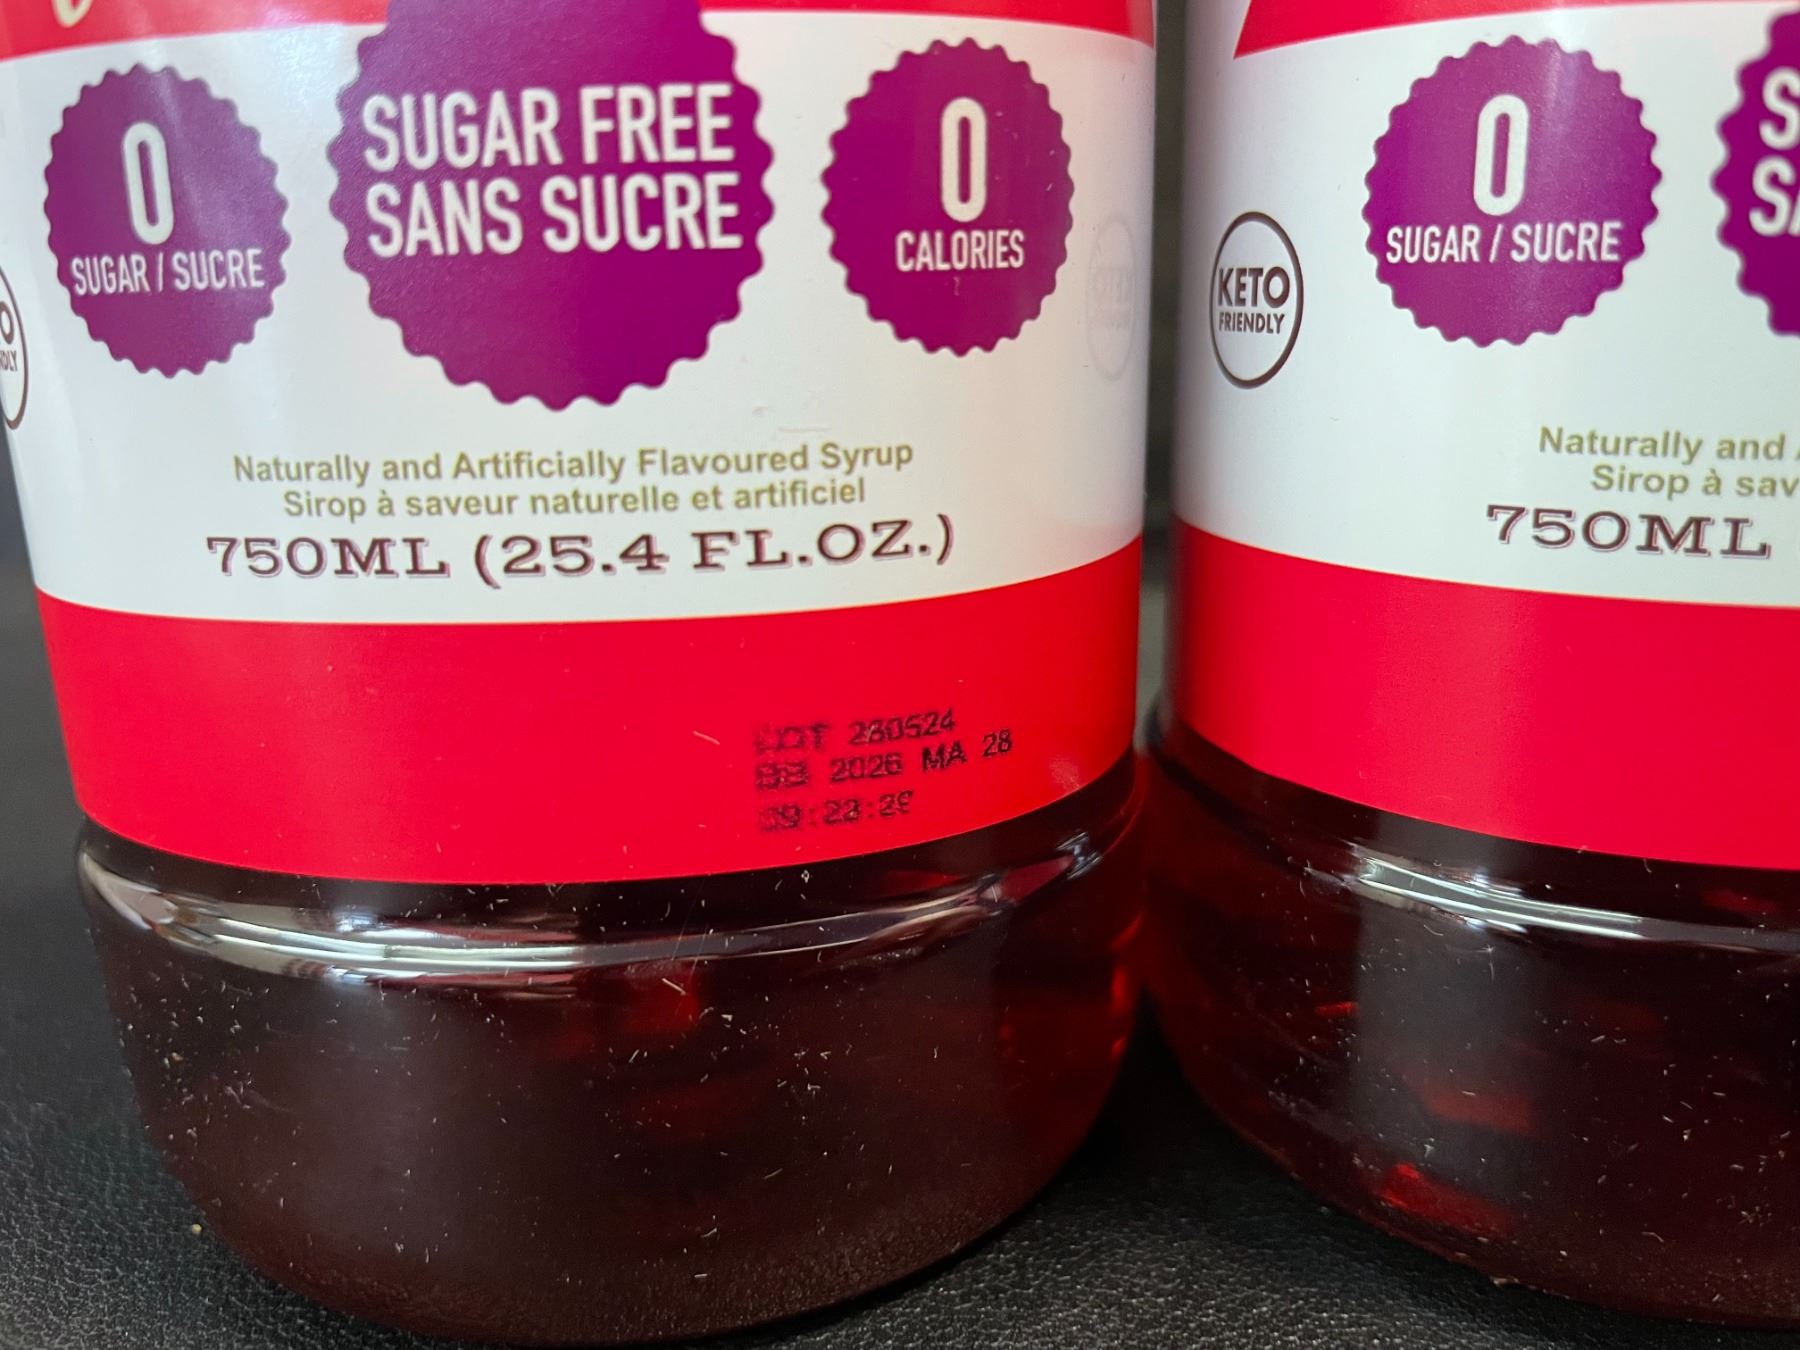 0
SUGAR / SUCRE
SUGAR FREE
SANS SUCRE
0
CALORIES
Naturally and Artificially Flavoured Syrup
Sirop à saveur naturelle et artificiel
750ML (25.4 FL.OZ.)
LOT 280524
BB 2026 MA 28
KETO
FRIENDLY
0
SUGAR / SUCRE
Naturally and
Sirop à
750ML